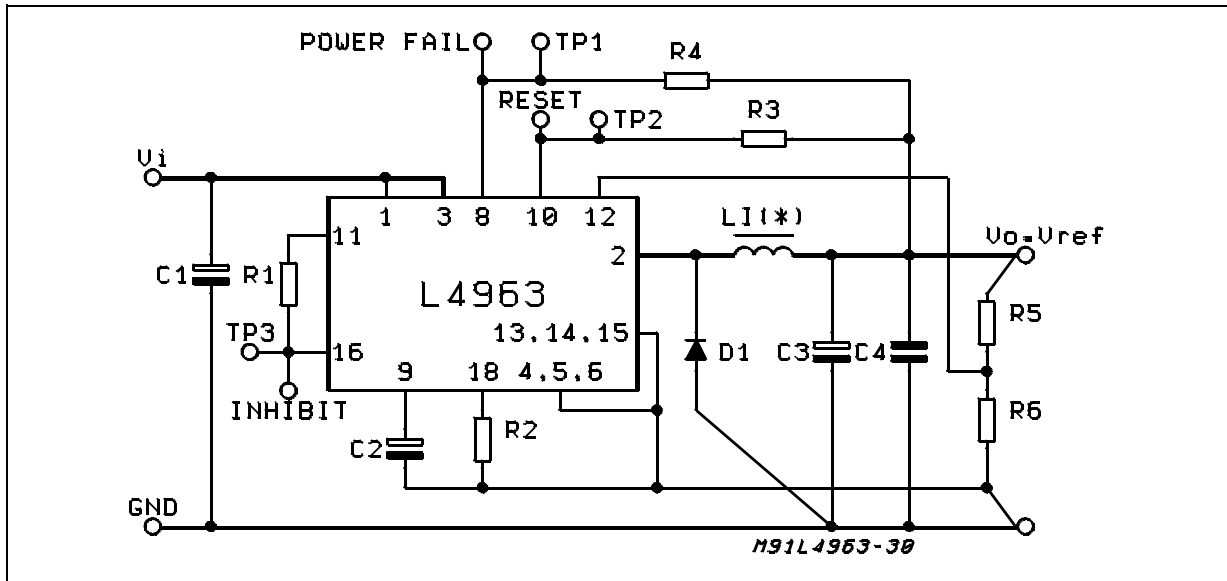 POWER FAIL
TP1
R4
RESET
TP2
R3
Vi
1 3 8 10 12
LI(*)
Vo=Vref
11
2
C1
R1
L4963
R5
13,14,15
TP3
16
D1
C3
C4
9 18 4,5,6
INHIBIT
R2
R6
C2
GND
M91L4963-30